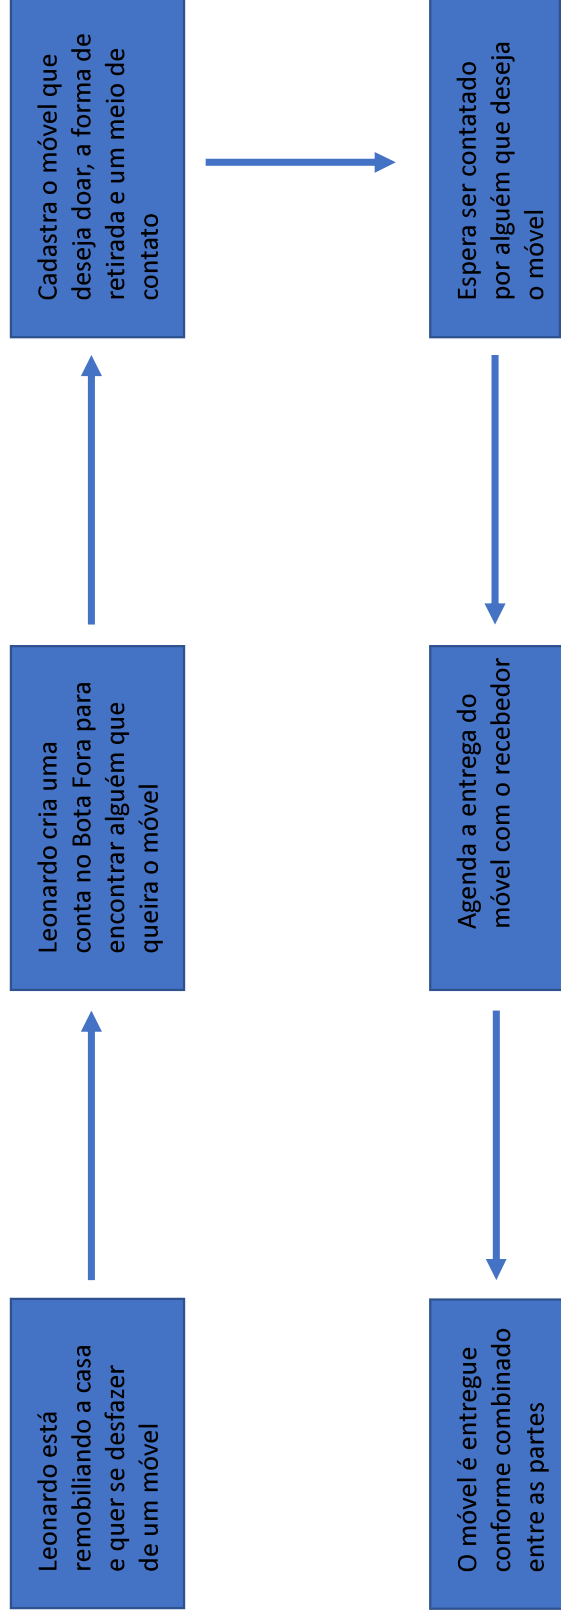 Leonardo está
remobiliando a casa
e quer se desfazer
de um móvel
Leonardo cria uma
conta no Bota Fora para
encontrar alguém que
queira o móvel
Cadastra o móvel que
deseja doar, a forma de
retirada e um meio de
contato
Espera ser contatado
por alguém que deseja
o móvel
Agenda a entrega do
móvel com o recebedor
O móvel é entregue
conforme combinado
entre as partes